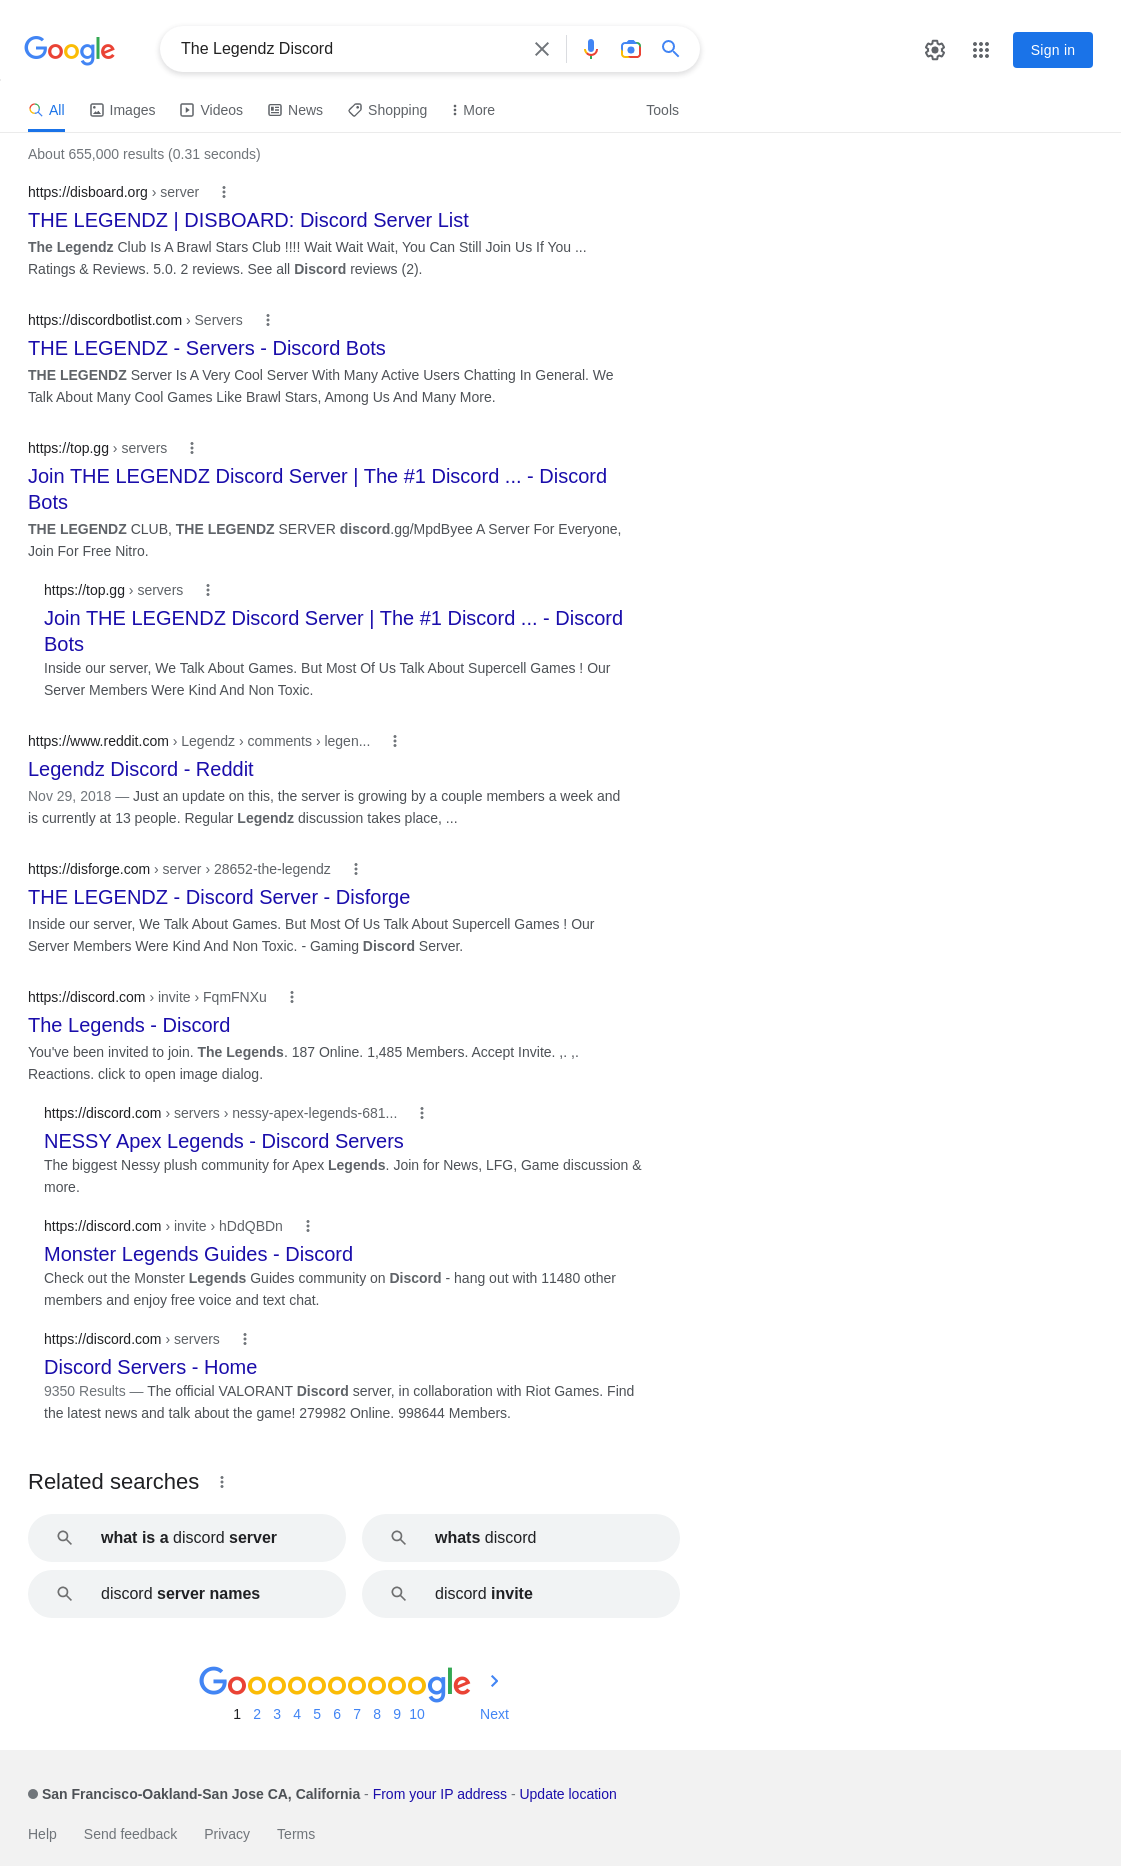 Google
The Legendz Discord
Sign in
All
Images
Videos
News
Shopping
More
Tools
About 655,000 results (0.31 seconds)
https://disboard.org › server
THE LEGENDZ | DISBOARD: Discord Server List
The Legendz Club Is A Brawl Stars Club !!!! Wait Wait Wait, You Can Still Join Us If You ...
Ratings & Reviews. 5.0. 2 reviews. See all Discord reviews (2).
https://discordbotlist.com › Servers
THE LEGENDZ - Servers - Discord Bots
THE LEGENDZ Server Is A Very Cool Server With Many Active Users Chatting In General. We
Talk About Many Cool Games Like Brawl Stars, Among Us And Many More.
https://top.gg › servers
Join THE LEGENDZ Discord Server | The #1 Discord ... - Discord
Bots
THE LEGENDZ CLUB, THE LEGENDZ SERVER discord.gg/MpdByee A Server For Everyone,
Join For Free Nitro.
https://top.gg › servers
Join THE LEGENDZ Discord Server | The #1 Discord ... - Discord
Bots
Inside our server, We Talk About Games. But Most Of Us Talk About Supercell Games ! Our
Server Members Were Kind And Non Toxic.
https://www.reddit.com › Legendz › comments › legen...
Legendz Discord - Reddit
Nov 29, 2018 — Just an update on this, the server is growing by a couple members a week and
is currently at 13 people. Regular Legendz discussion takes place, ...
https://disforge.com › server › 28652-the-legendz
THE LEGENDZ - Discord Server - Disforge
Inside our server, We Talk About Games. But Most Of Us Talk About Supercell Games ! Our
Server Members Were Kind And Non Toxic. - Gaming Discord Server.
https://discord.com › invite › FqmFNXu
The Legends - Discord
You've been invited to join. The Legends. 187 Online. 1,485 Members. Accept Invite. ,. ,.
Reactions. click to open image dialog.
https://discord.com › servers › nessy-apex-legends-681...
NESSY Apex Legends - Discord Servers
The biggest Nessy plush community for Apex Legends. Join for News, LFG, Game discussion &
more.
https://discord.com › invite › hDdQBDn
Monster Legends Guides - Discord
Check out the Monster Legends Guides community on Discord - hang out with 11480 other
members and enjoy free voice and text chat.
https://discord.com › servers
Discord Servers - Home
9350 Results — The official VALORANT Discord server, in collaboration with Riot Games. Find
the latest news and talk about the game! 279982 Online. 998644 Members.
Related searches
what is a discord server
whats discord
discord server names
discord invite
Goooooooooogle
1 2 3 4 5 6 7 8 9 10 Next
San Francisco-Oakland-San Jose CA, California - From your IP address - Update location
Help Send feedback Privacy Terms